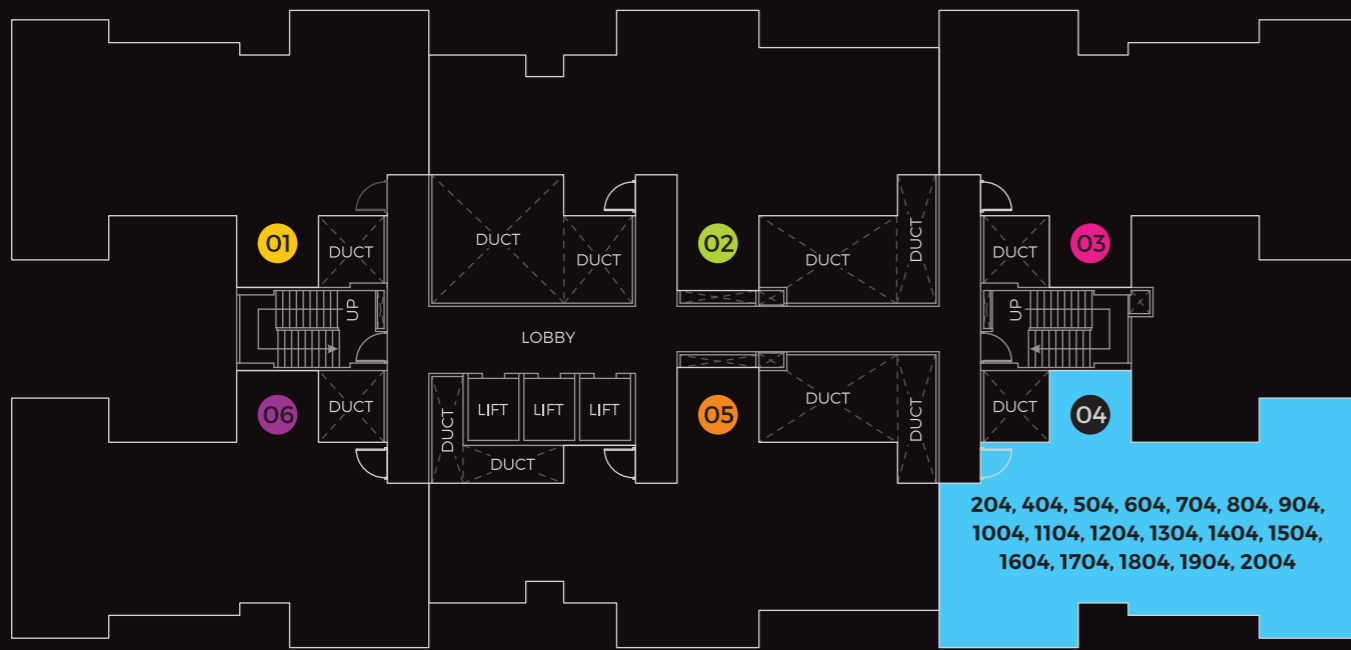 DUCT
DUCT
DUCT
DUCT
01
DUCT
02
DUCT
03
UP
UP
LOBBY
06
DUCT
DUCT
LIFT
LIFT
LIFT
DUCT
05
DUCT
DUCT
DUCT
04
DUCT
204, 404, 504, 604, 704, 804, 904,
1004, 1104, 1204, 1304, 1404, 1504,
1604, 1704, 1804, 1904, 2004